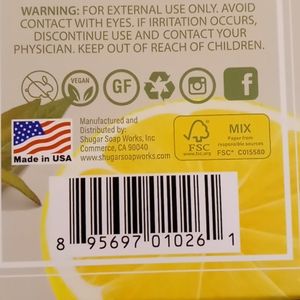 WARNING: FOR EXTERNAL USE ONLY. AVOID
CONTACT WITH EYES. IF IRRITATION OCCURS,
DISCONTINUE USE AND CONTACT YOUR
PHYSICIAN. KEEP OUT OF REACH OF CHILDREN.
VEGAN
GF
f
Made in USA
Manufactured and
Distributed by:
Shugar Soap Works, Inc
Commerce, CA 90040
www.shugarsoapworks.com
FSC
www.fsc.org
MIX
Paper from
responsible sources
FSC® C015580
8 95697 01026 1